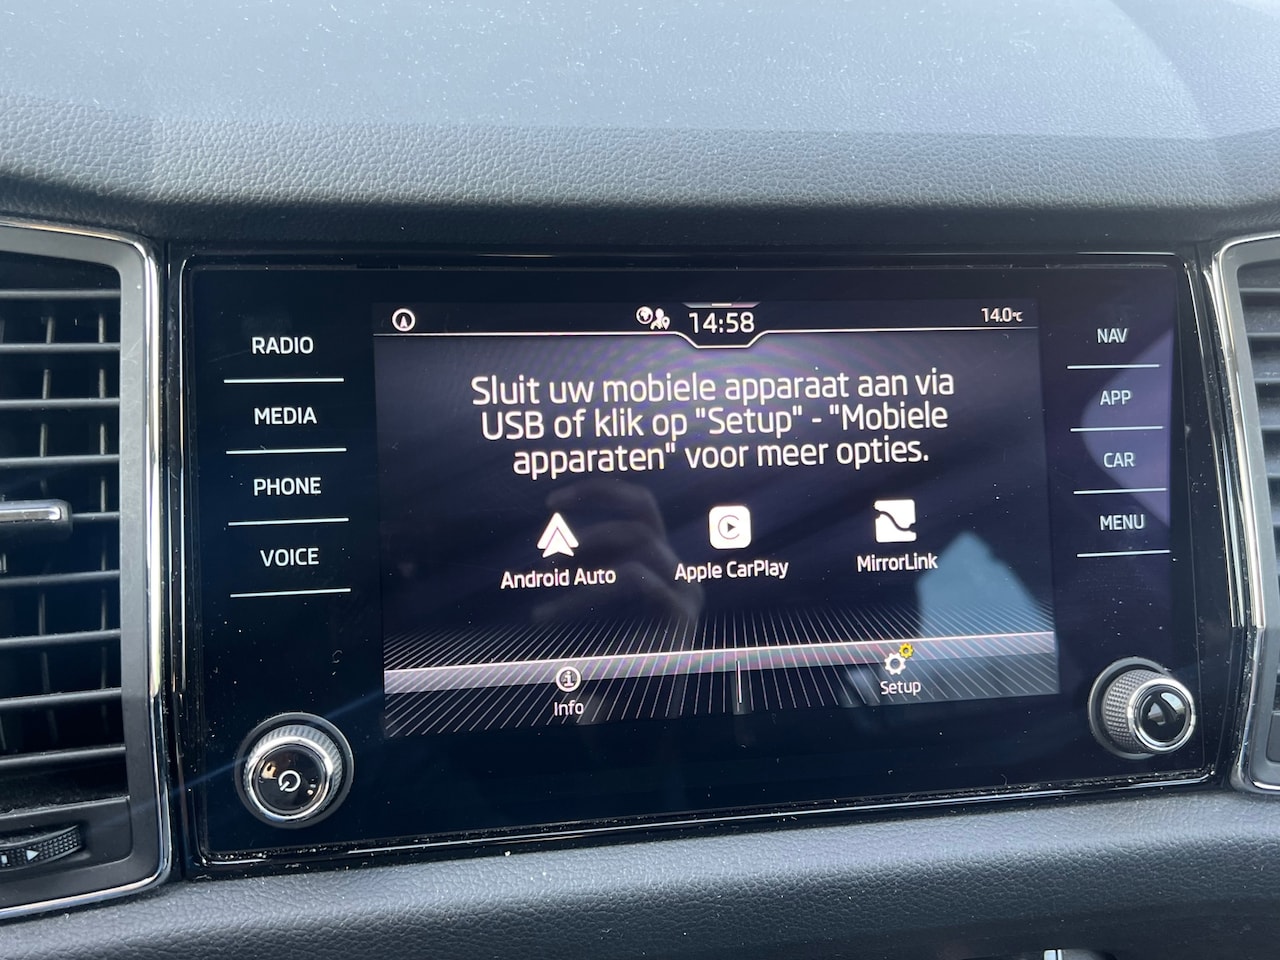 14:58
14.0°C
RADIO
MEDIA
PHONE
VOICE
Sluit uw mobiele apparaat aan via
USB of klik op "Setup" - "Mobiele
apparaten" voor meer opties.
Android Auto
Apple CarPlay
MirrorLink
Info
Setup
NAV
APP
CAR
MENU